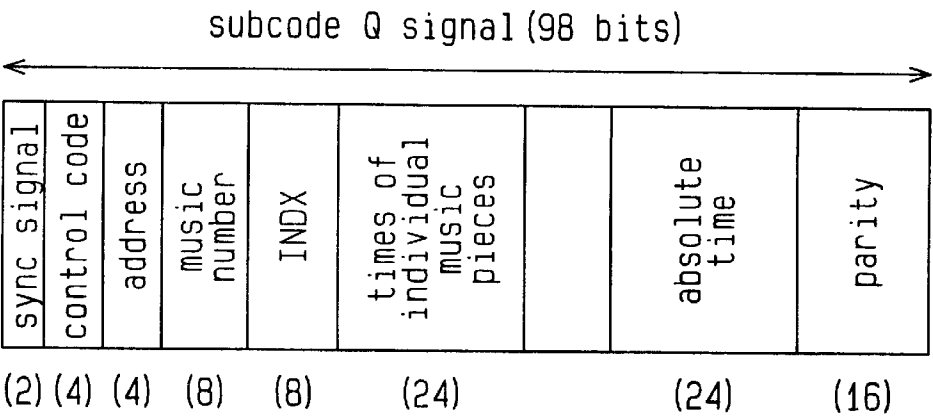 subcode Q signal (98 bits)
sync signal
control code
address
music
number
INDX
times of
individual
music
pieces
absolute
time
parity
(2) (4) (4) (8) (8) (24) (24) (16)